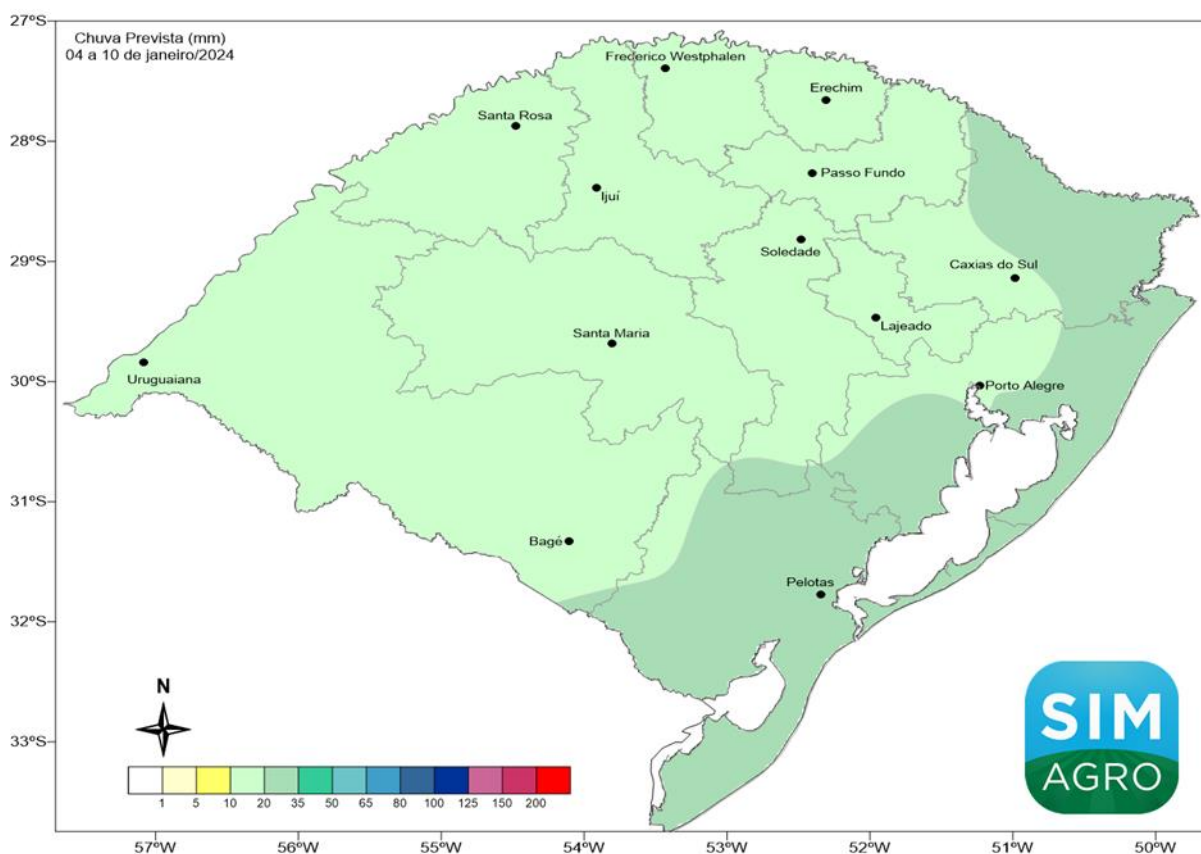 27ºS
Chuva Prevista (mm)
04 a 10 de janeiro/2024
Frederico Westphalen
Erechim
Santa Rosa
28ºS
Passo Fundo
Ijuí
Soledade
29ºS
Caxias do Sul
Lajeado
Santa Maria
Uruguaiana
30ºS
Porto Alegre
31ºS
Bagé
Pelotas
32ºS
N
33ºS
SIM
AGRO
1 5 10 20 35 50 65 80 100 125 150 200
57ºW 56ºW 55ºW 54ºW 53ºW 52ºW 51ºW 50ºW